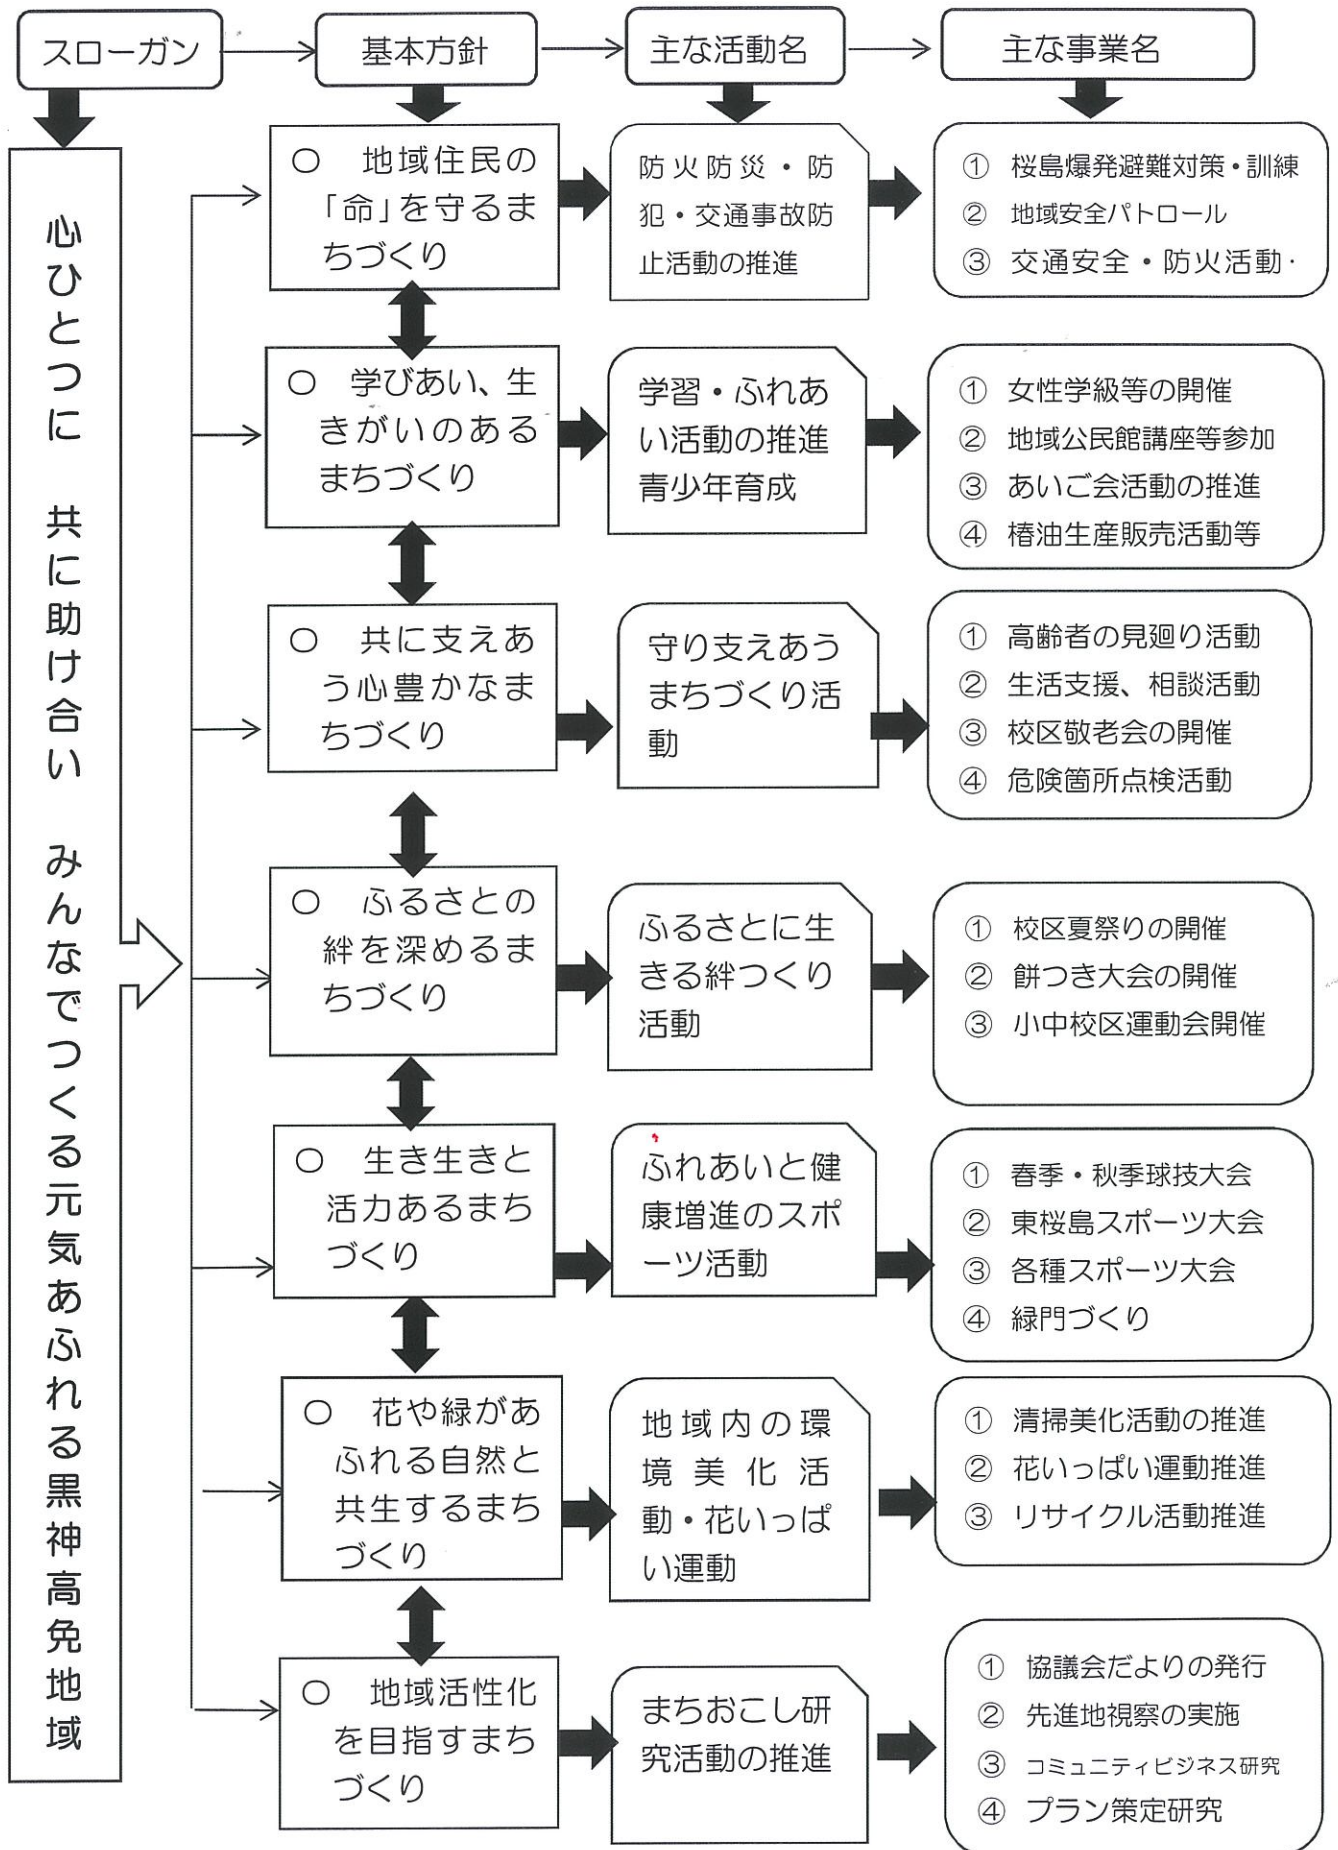 スローガン
基本方針
主な活動名
主な事業名
心ひとつに　共に助け合い　みんなでつくる元気あふれる黒神高免地域
〇　地域住民の
「命」を守るま
ちづくり
防火防災・防
犯・交通事故防
止活動の推進
①　桜島爆発避難対策・訓練
②　地域安全パトロール
③　交通安全・防火活動・
〇　学びあい、生
きがいのある
まちづくり
学習・ふれあ
い活動の推進
青少年育成
①　女性学級等の開催
②　地域公民館講座等参加
③　あいご会活動の推進
④　椿油生産販売活動等
〇　共に支えあ
う心豊かなま
ちづくり
守り支えあう
まちづくり活
動
①　高齢者の見廻り活動
②　生活支援、相談活動
③　校区敬老会の開催
④　危険箇所点検活動
〇　ふるさとの
絆を深めるま
ちづくり
ふるさとに生
きる絆つくり
活動
①　校区夏祭りの開催
②　餅つき大会の開催
③　小中校区運動会開催
〇　生き生きと
活力あるまち
づくり
ふれあいと健
康増進のスポ
ーツ活動
①　春季・秋季球技大会
②　東桜島スポーツ大会
③　各種スポーツ大会
④　緑門づくり
〇　花や緑があ
ふれる自然と
共生するまち
づくり
地域内の環
境美化活
動・花いっぱ
い運動
①　清掃美化活動の推進
②　花いっぱい運動推進
③　リサイクル活動推進
〇　地域活性化
を目指すまち
づくり
まちおこし研
究活動の推進
①　協議会だよりの発行
②　先進地視察の実施
③　コミュニティビジネス研究
④　プラン策定研究